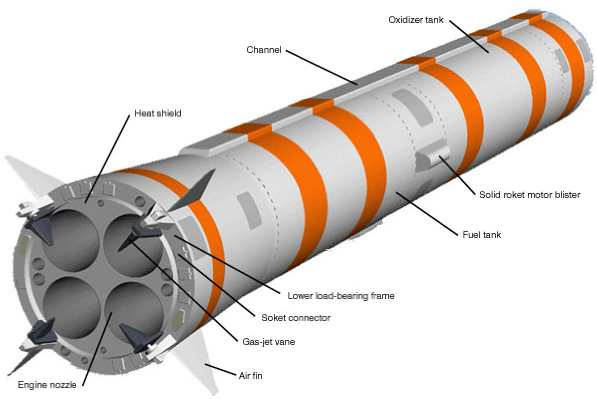 Oxidizer tank
Channel
Heat shield
Solid roket motor blister
Fuel tank
Lower load-bearing frame
Soket connector
Gas-jet vane
Air fin
Engine nozzle